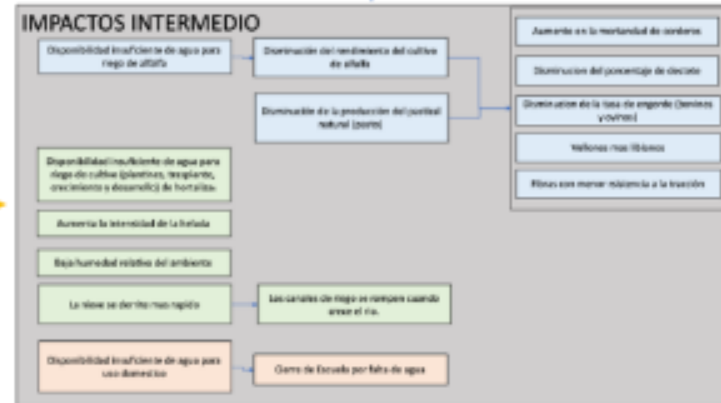 IMPACTOS INTERMEDIO
Disponibilidad insuficiente de agua para
riego de alfalfa
Disminución del rendimiento del cultivo
de alfalfa
Disminución de la producción del pastizal
natural (pasto)
Aumento en la mortandad de corderos
Disminucion del porcentaje de destete
Disminucion de la tasa de engorde (bovinos
y ovinos)
Vellones mas livianos
Fibras con menor resistencia a la tracción
Disponibilidad insuficiente de agua para
riego de cultivo (plantines, trasplante,
crecimiento y desarrollo) de hortaliza.
Aumenta la intensidad de la helada
Baja humedad relativa del ambiente
La nieve se derrite mas rapido
Los canales de riego se rompen cuando
crece el rio.
Disponibilidad insuficiente de agua para
uso domestico
Cierre de Escuela por falta de agua